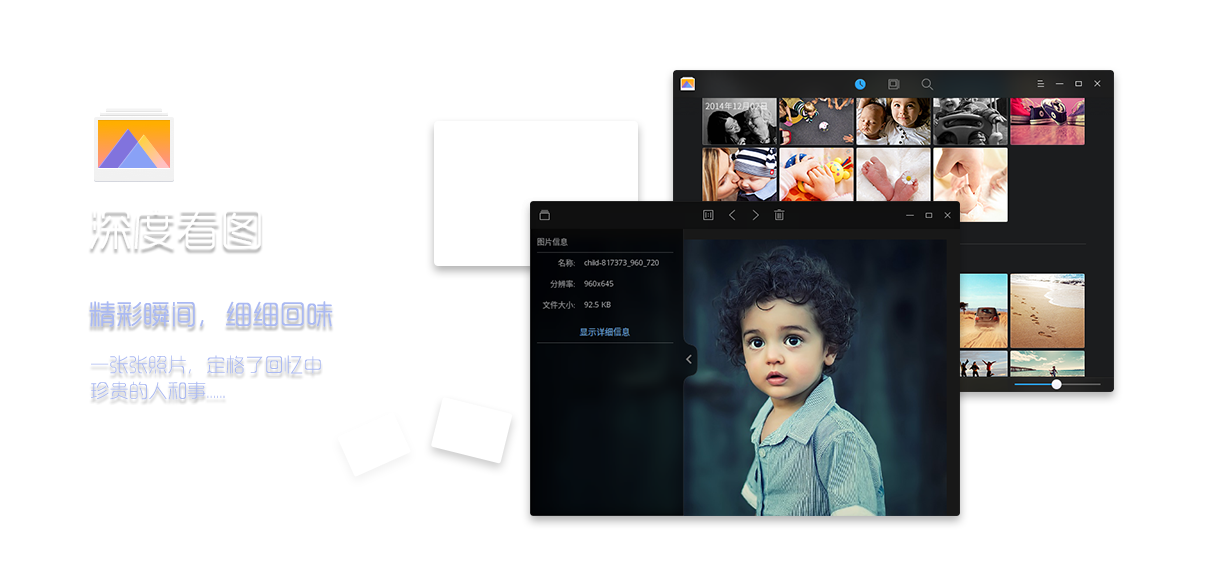 深度看图
精彩瞬间，细细回味
一张张照片，定格了回忆中
珍贵的人和事......
2014年12月02日
图片信息
名称: child-817373_960_720
分辨率: 960x645
文件大小: 92.5 KB
显示详细信息